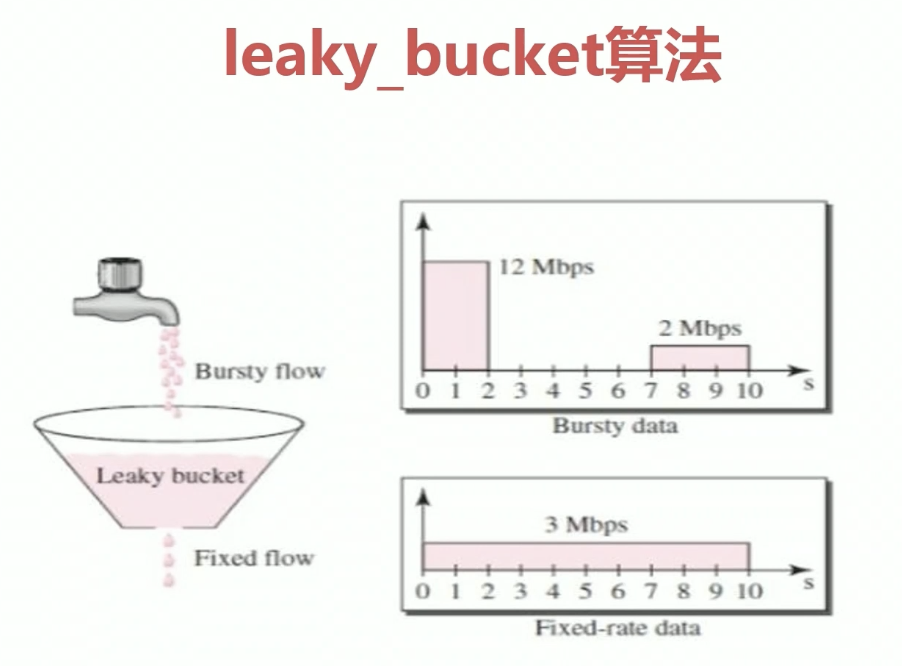 leaky_bucket算法
12 Mbps
2 Mbps
0 1 2 3 4 5 6 7 8 9 10 s
Bursty data
Bursty flow
Leaky bucket
Fixed flow
3 Mbps
0 1 2 3 4 5 6 7 8 9 10 s
Fixed-rate data